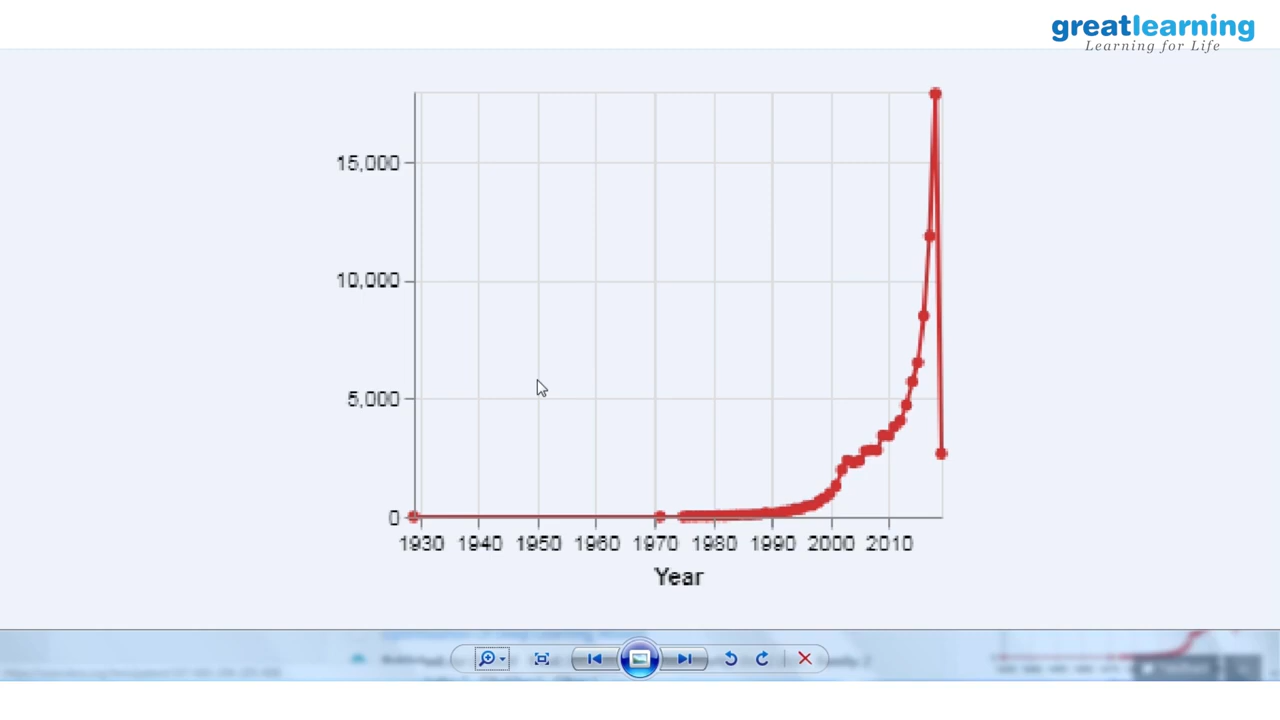 greatlearning
Learning for Life
15,000
10,000
5,000
0
1930 1940 1950 1960 1970 1980 1990 2000 2010
Year